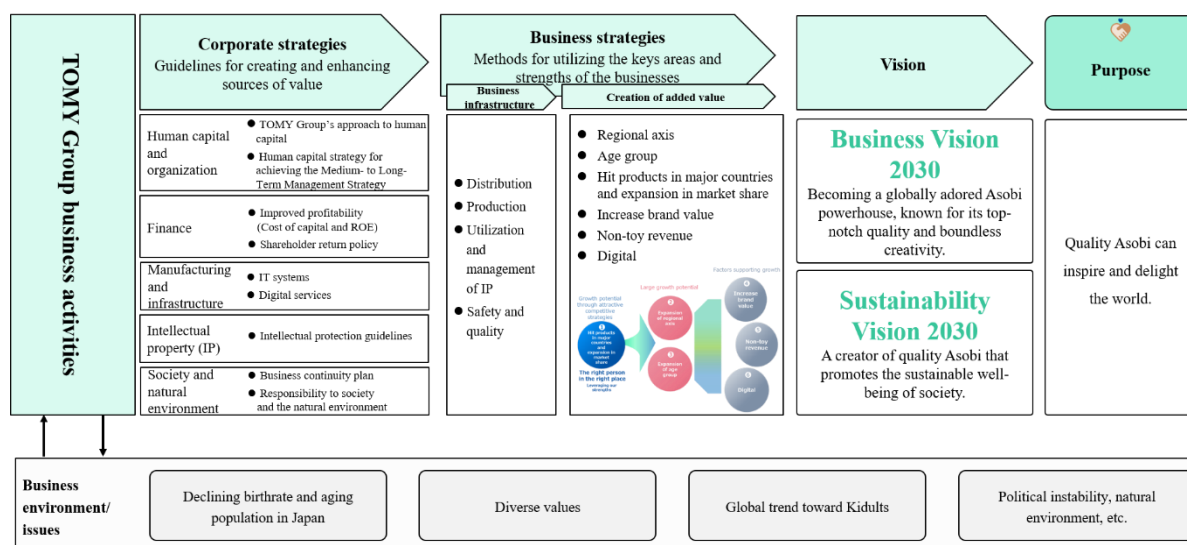 TOMY Group business activities
Corporate strategies
Guidelines for creating and enhancing
sources of value
Human capital
and
organization
● TOMY Group's approach to human
capital
● Human capital strategy for
achieving the Medium- to Long-
Term Management Strategy
Finance
● Improved profitability
(Cost of capital and ROE)
● Shareholder return policy
Manufacturing
and
infrastructure
● IT systems
● Digital services
Intellectual
property (IP)
● Intellectual protection guidelines
Society and
natural
environment
● Business continuity plan
● Responsibility to society
and the natural environment
Business strategies
Methods for utilizing the keys areas and
strengths of the businesses
Business
infrastructure
● Distribution
● Production
● Utilization
and
management
of IP
● Safety and
quality
Creation of added value
● Regional axis
● Age group
● Hit products in major countries
and expansion in market share
● Increase brand value
● Non-toy revenue
● Digital
Growth potential
through attractive
competitive
strategies
Hit products
in major
countries
and
expansion in
market
share
The right person
in the right place
Leveraging our
strengths
Large growth potential
2
Expansion
of regional
axis
3
Expansion
of age
group
Factors supporting growth
Increase
brand
value
Non-toy
revenue
Digital
Vision
Business Vision
2030
Becoming a globally adored Asobi
powerhouse, known for its top-
notch quality and boundless
creativity.
Sustainability
Vision 2030
A creator of quality Asobi that
promotes the sustainable well-
being of society.
Purpose
Quality Asobi can
inspire and delight
the world.
Business
environment/
issues
Declining birthrate and aging
population in Japan
Diverse values
Global trend toward Kidults
Political instability, natural
environment, etc.